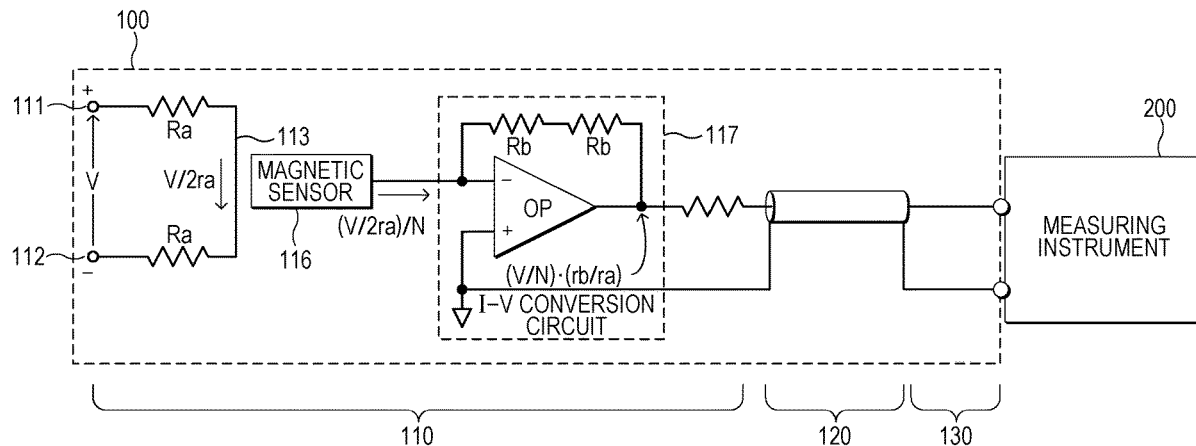 100
111
+
Ra
113
V
V/2ra
Ra
112
−
MAGNETIC
SENSOR
116
(V/2ra)/N
117
Rb
Rb
−
OP
+
(V/N)·(rb/ra)
I−V CONVERSION
CIRCUIT
200
MEASURING
INSTRUMENT
110
120
130